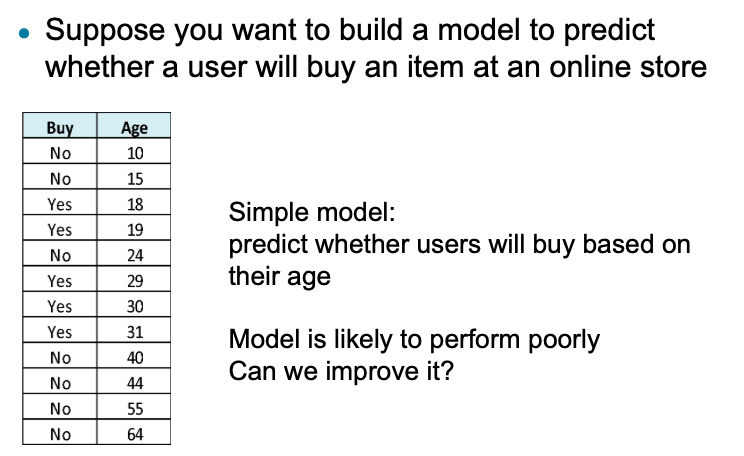 • Suppose you want to build a model to predict
whether a user will buy an item at an online store
Buy Age
No 10
No 15
Yes 18
Yes 19
No 24
Yes 29
Yes 30
Yes 31
No 40
No 44
No 55
No 64
Simple model:
predict whether users will buy based on
their age
Model is likely to perform poorly
Can we improve it?